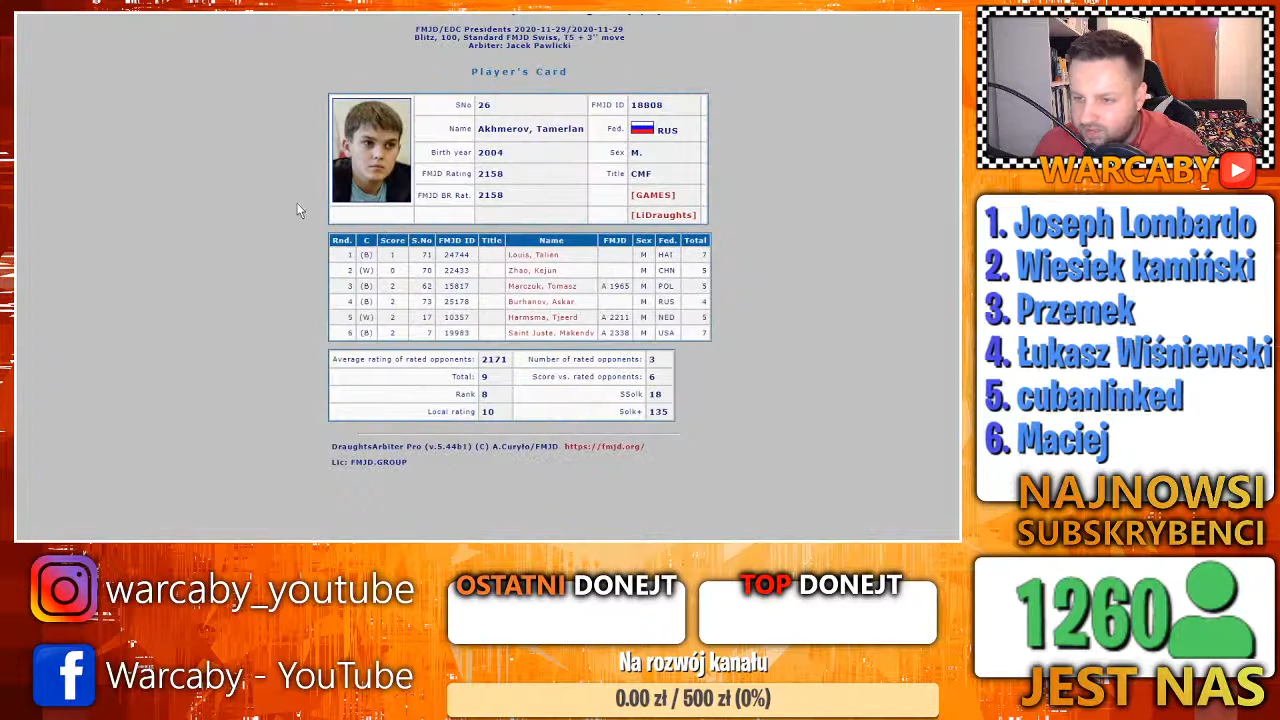 FMJD/EDC Presidents 2020-11-29/2020-11-29
Blitz, 100, Standard FMJD Swiss, T5 + 3'' move
Arbiter: Jacek Pawlicki
Player's Card
SNo 26 FMJD ID 18808
Name Akhmerov, Tamerlan Fed. RUS
Birth year 2004 Sex M.
FMJD Rating 2158 Title CMF
FMJD BR Rat. 2158 [GAMES]
[LiDraughts]
Rnd. C Score S.No FMJD ID Title Name FMJD Sex Fed. Total
1 (B) 1 71 24744 Louis, Talien M HAI 7
2 (W) 0 70 22433 Zhao, Kejun M CHN 5
3 (B) 2 62 15817 Marczuk, Tomasz A 1965 M POL 5
4 (B) 2 73 25178 Burhanov, Askar M RUS 4
5 (W) 2 17 10357 Harmsma, Tjeerd A 2211 M NED 5
6 (B) 2 7 19983 Saint Juste, Makendy A 2338 M USA 7
Average rating of rated opponents: 2171 Number of rated opponents: 3
Total: 9 Score vs. rated opponents: 6
Rank 8 SSolk 18
Local rating 10 Solk+ 135
DraughtsArbiter Pro (v.5.44b1) (C) A.Curyło/FMJD https://fmjd.org/
Lic: FMJD.GROUP
WARCABY
1. Joseph Lombardo
2. Wiesiek kamiński
3. Przemek
4. Łukasz Wiśniewski
5. cubanlinked
6. Maciej
NAJNOWSI
SUBSKRYBENCI
1260
JEST NAS
warcaby_youtube
Warcaby - YouTube
OSTATNI DONEJT
TOP DONEJT
Na rozwój kanału
0.00 zł / 500 zł (0%)